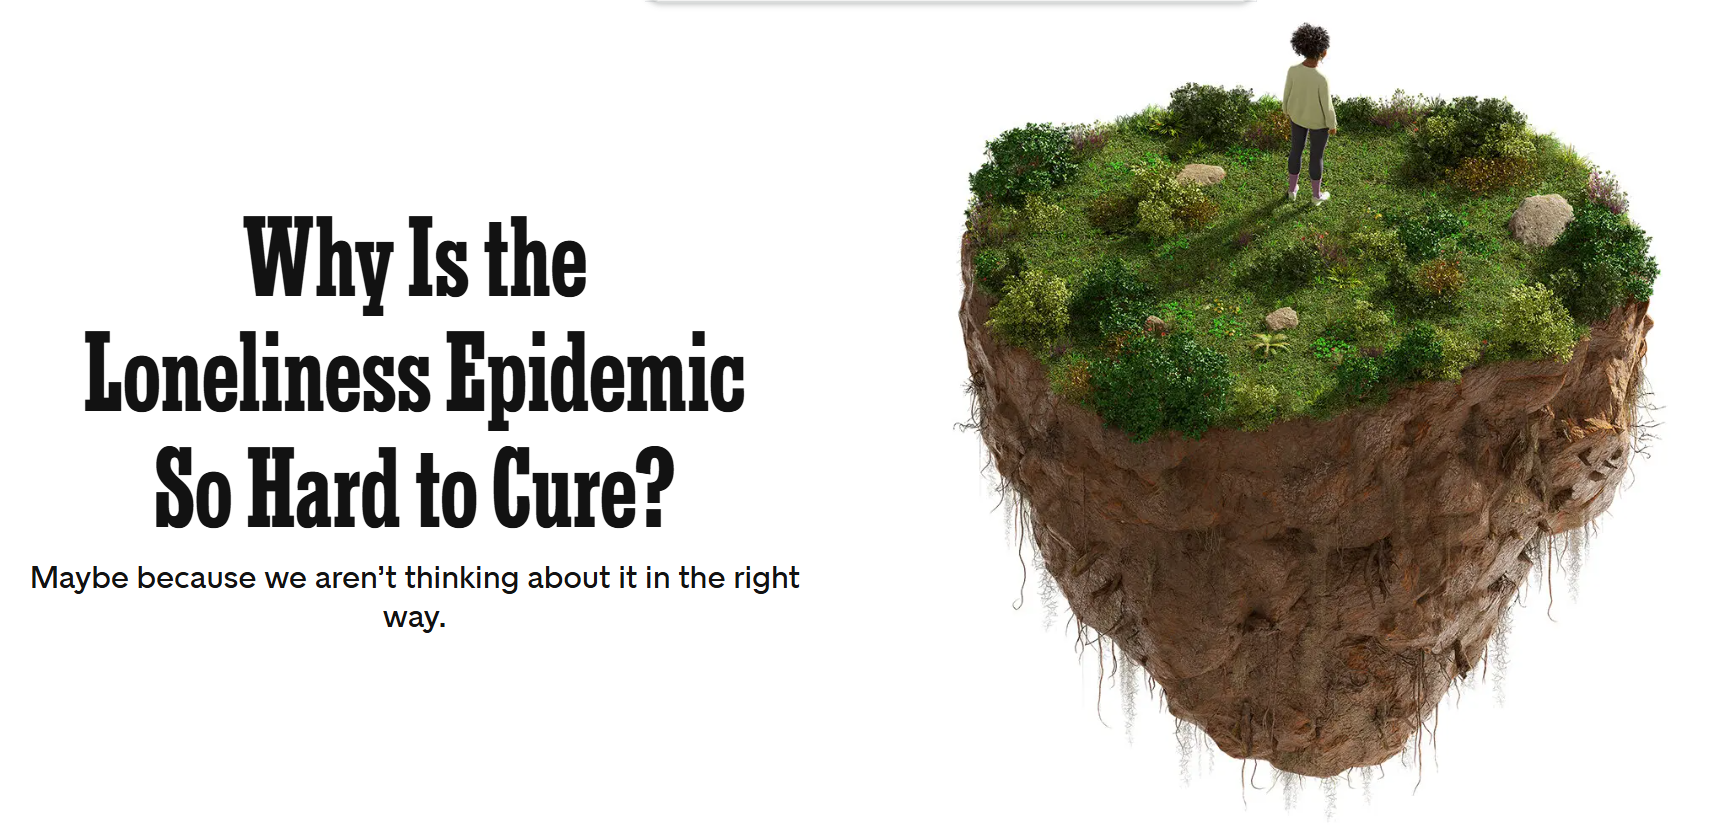 Why Is the
Loneliness Epidemic
So Hard to Cure?
Maybe because we aren’t thinking about it in the right
way.